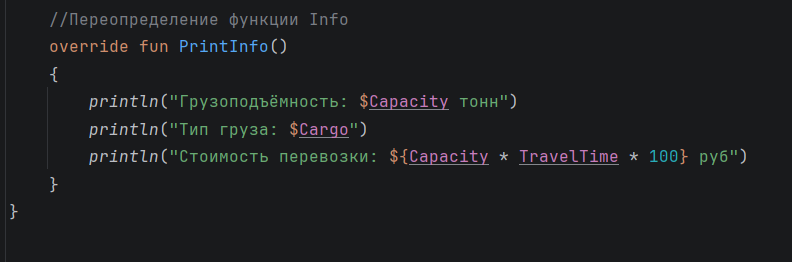 //Переопределение функции Info
override fun PrintInfo()
{
println("Грузоподъёмность: $Capacity тонн")
println("Тип груза: $Cargo")
println("Стоимость перевозки: ${Capacity * TravelTime * 100} руб")
}
}